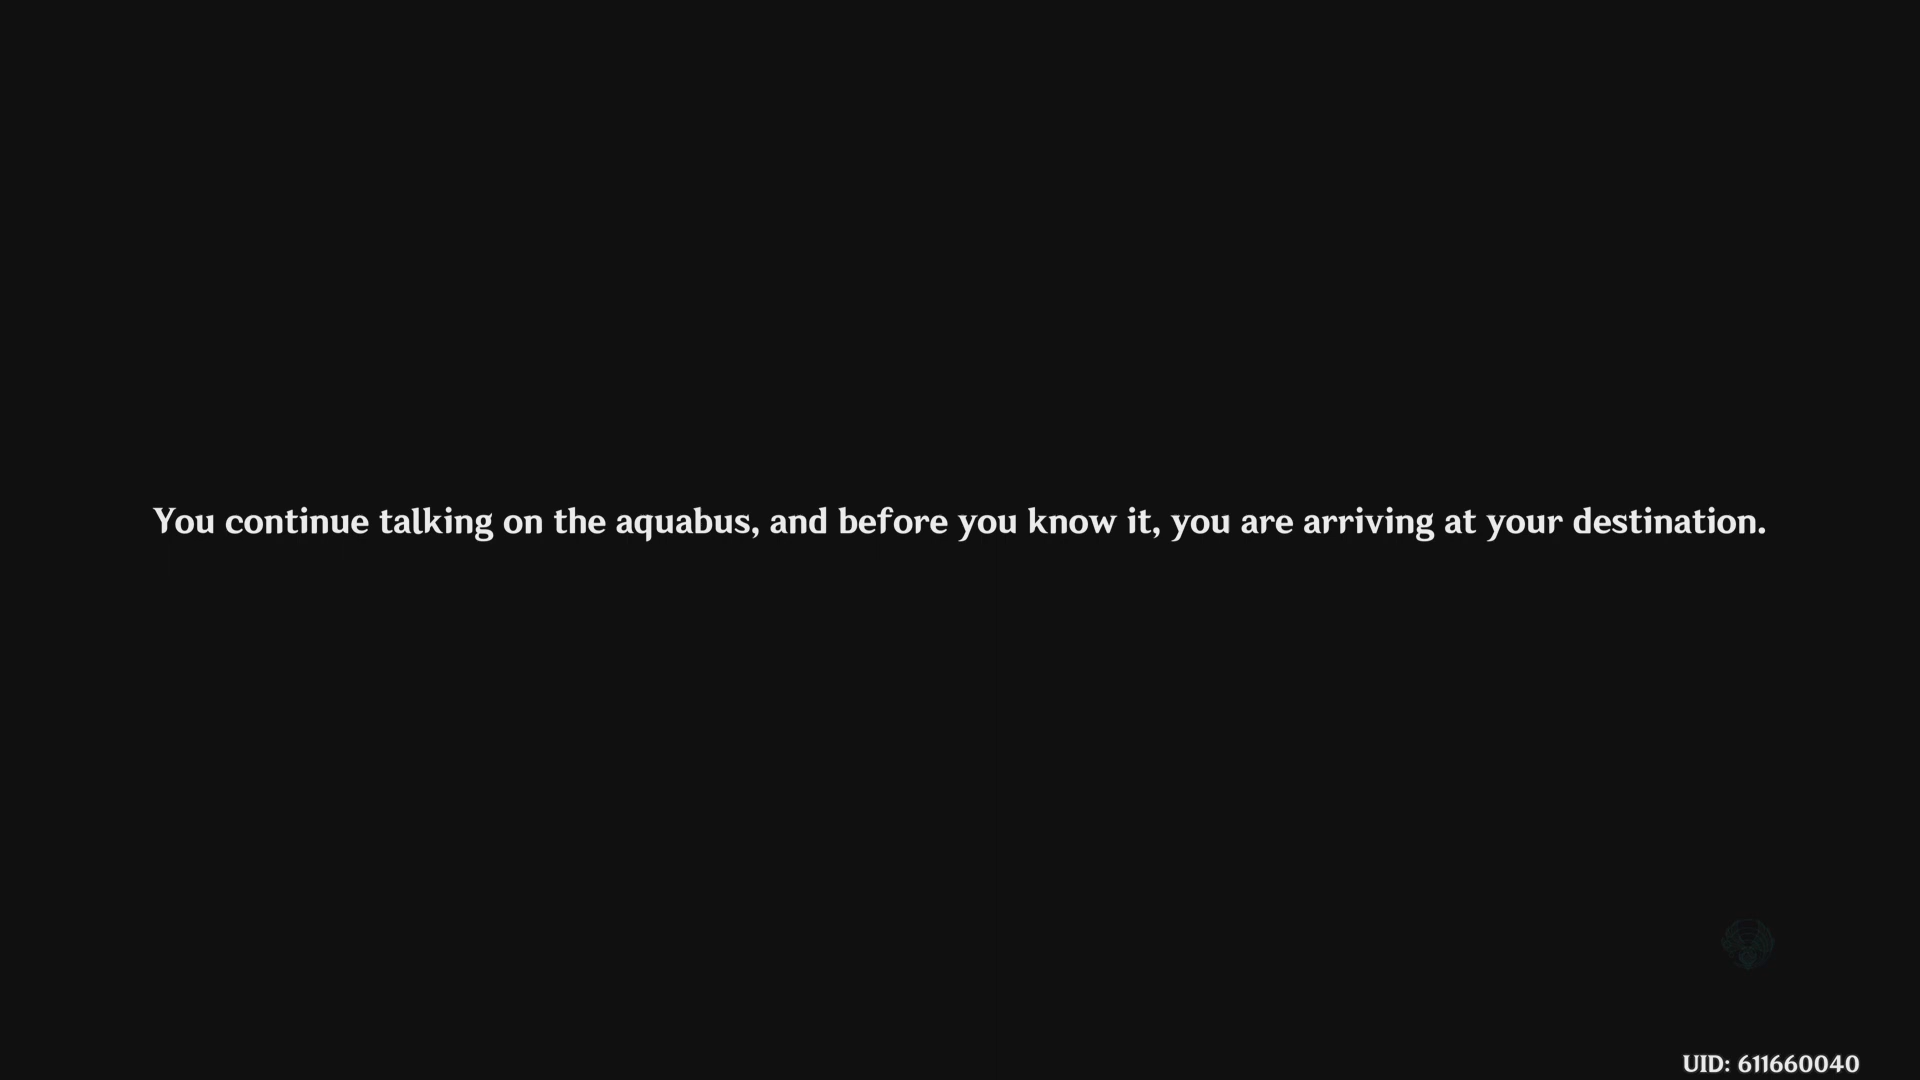 You continue talking on the aquabus, and before you know it, you are arriving at your destination.
UID: 611660040